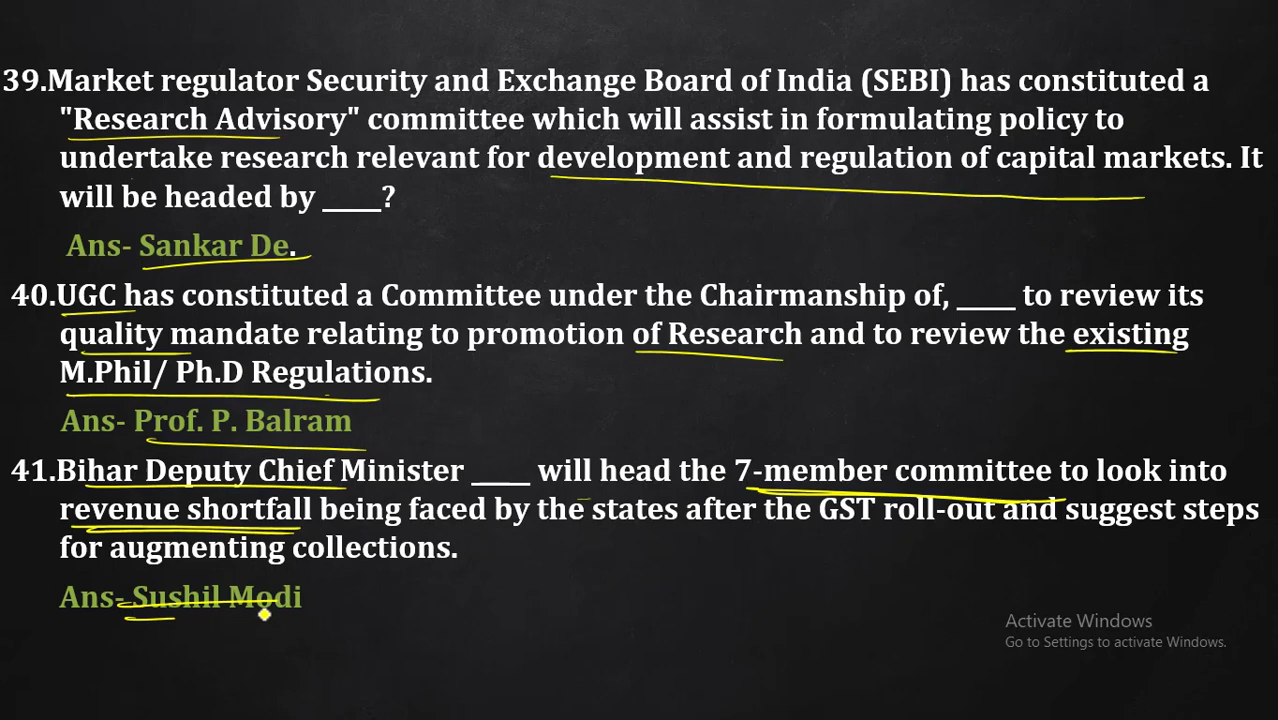 39.Market regulator Security and Exchange Board of India (SEBI) has constituted a
"Research Advisory" committee which will assist in formulating policy to
undertake research relevant for development and regulation of capital markets. It
will be headed by _____?
Ans- Sankar De.
40.UGC has constituted a Committee under the Chairmanship of, _____ to review its
quality mandate relating to promotion of Research and to review the existing
M.Phil/ Ph.D Regulations.
Ans- Prof. P. Balram
41.Bihar Deputy Chief Minister _____ will head the 7-member committee to look into
revenue shortfall being faced by the states after the GST roll-out and suggest steps
for augmenting collections.
Ans- Sushil Modi
Activate Windows
Go to Settings to activate Windows.